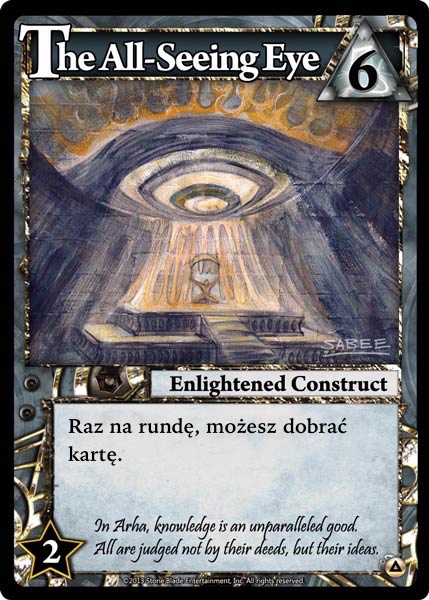 The All-Seeing Eye
6
SABEE
Enlightened Construct
Raz na rundę, możesz dobrać
kartę.
In Arha, knowledge is an unparalleled good.
All are judged not by their deeds, but their ideas.
2
©2013 Stone Blade Entertainment, Inc. All rights reserved.